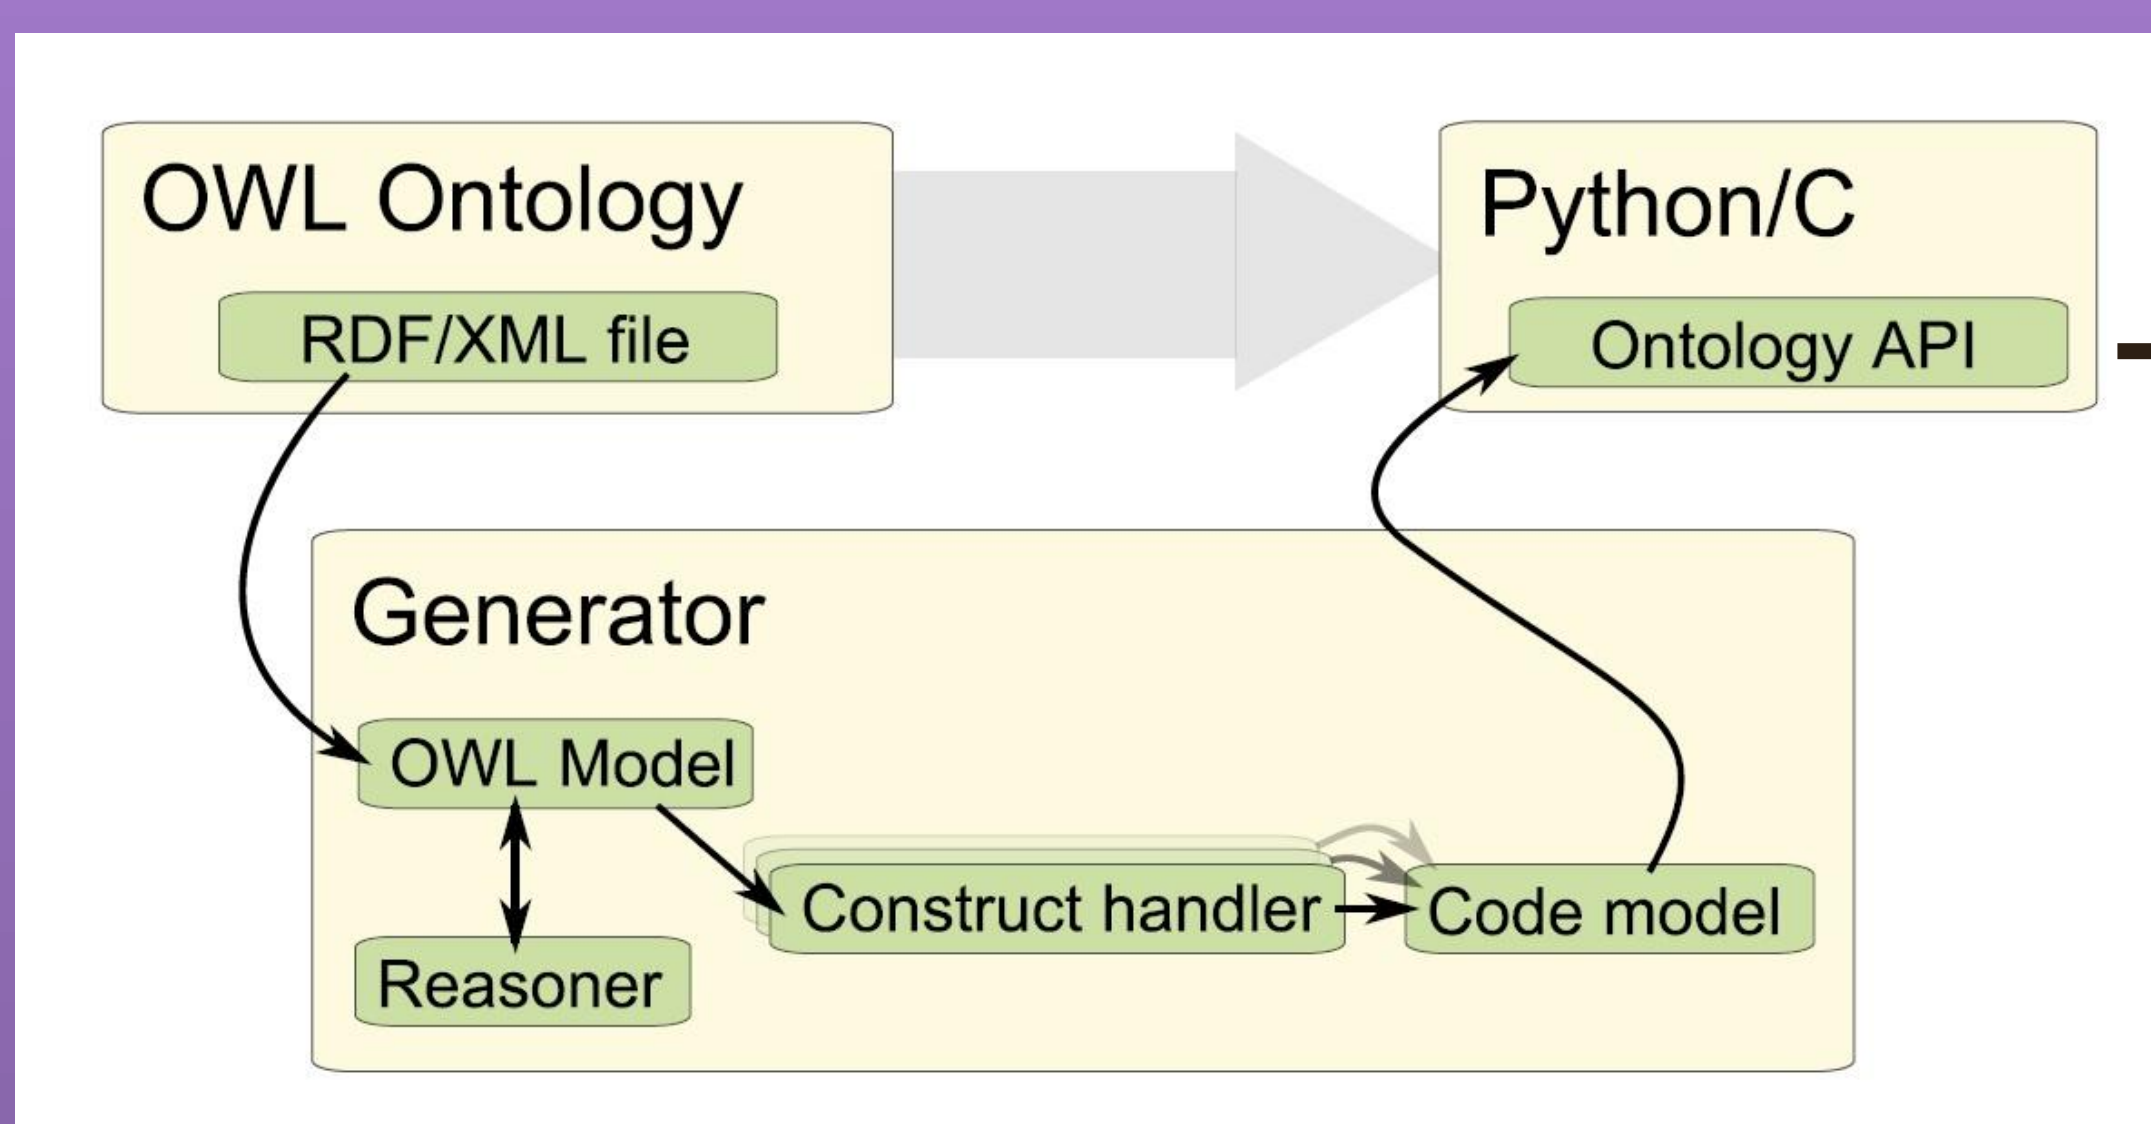 OWL Ontology
RDF/XML file
Python/C
Ontology API
Generator
OWL Model
Construct handler
Code model
Reasoner